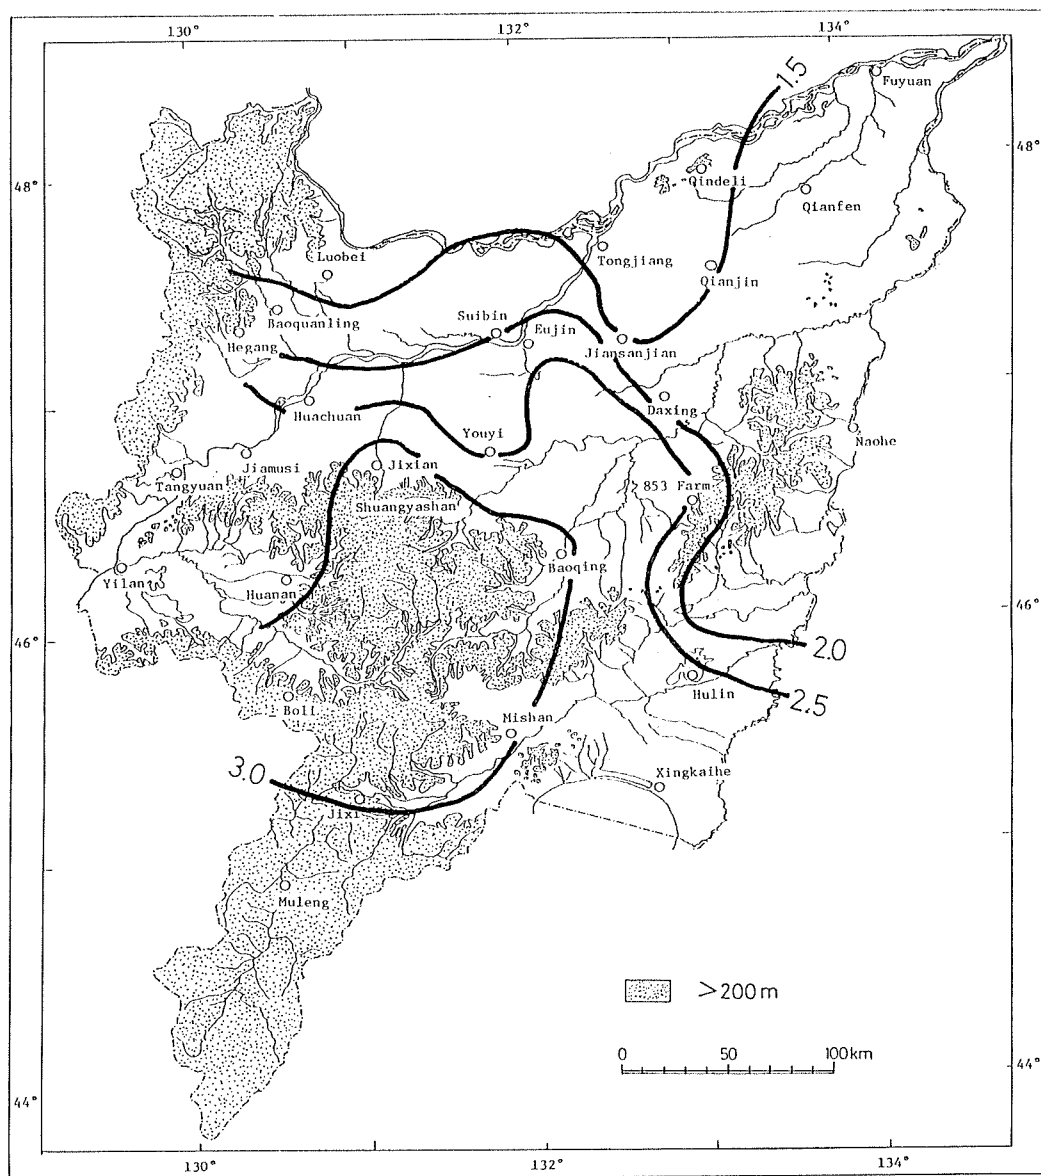 130°
132°
134°
1.5
Fuyuan
48°
48°
Qindeli
Qianfen
Luobei
Tongjiang
Qianjin
Baoquanling
Suibin
Eujin
Hegang
Jiansanjian
Huachuan
Daxing
Naohe
Youyi
Jiamusi
Jixian
Tangyuan
853 Farm
Shuangyashan
Baoqing
Yilan
Huanan
46°
46°
2.0
Hulin
2.5
Boli
Mishan
3.0
Xingkaihe
Jixi
Muleng
>200m
0 50 100km
44°
44°
130°
132°
134°